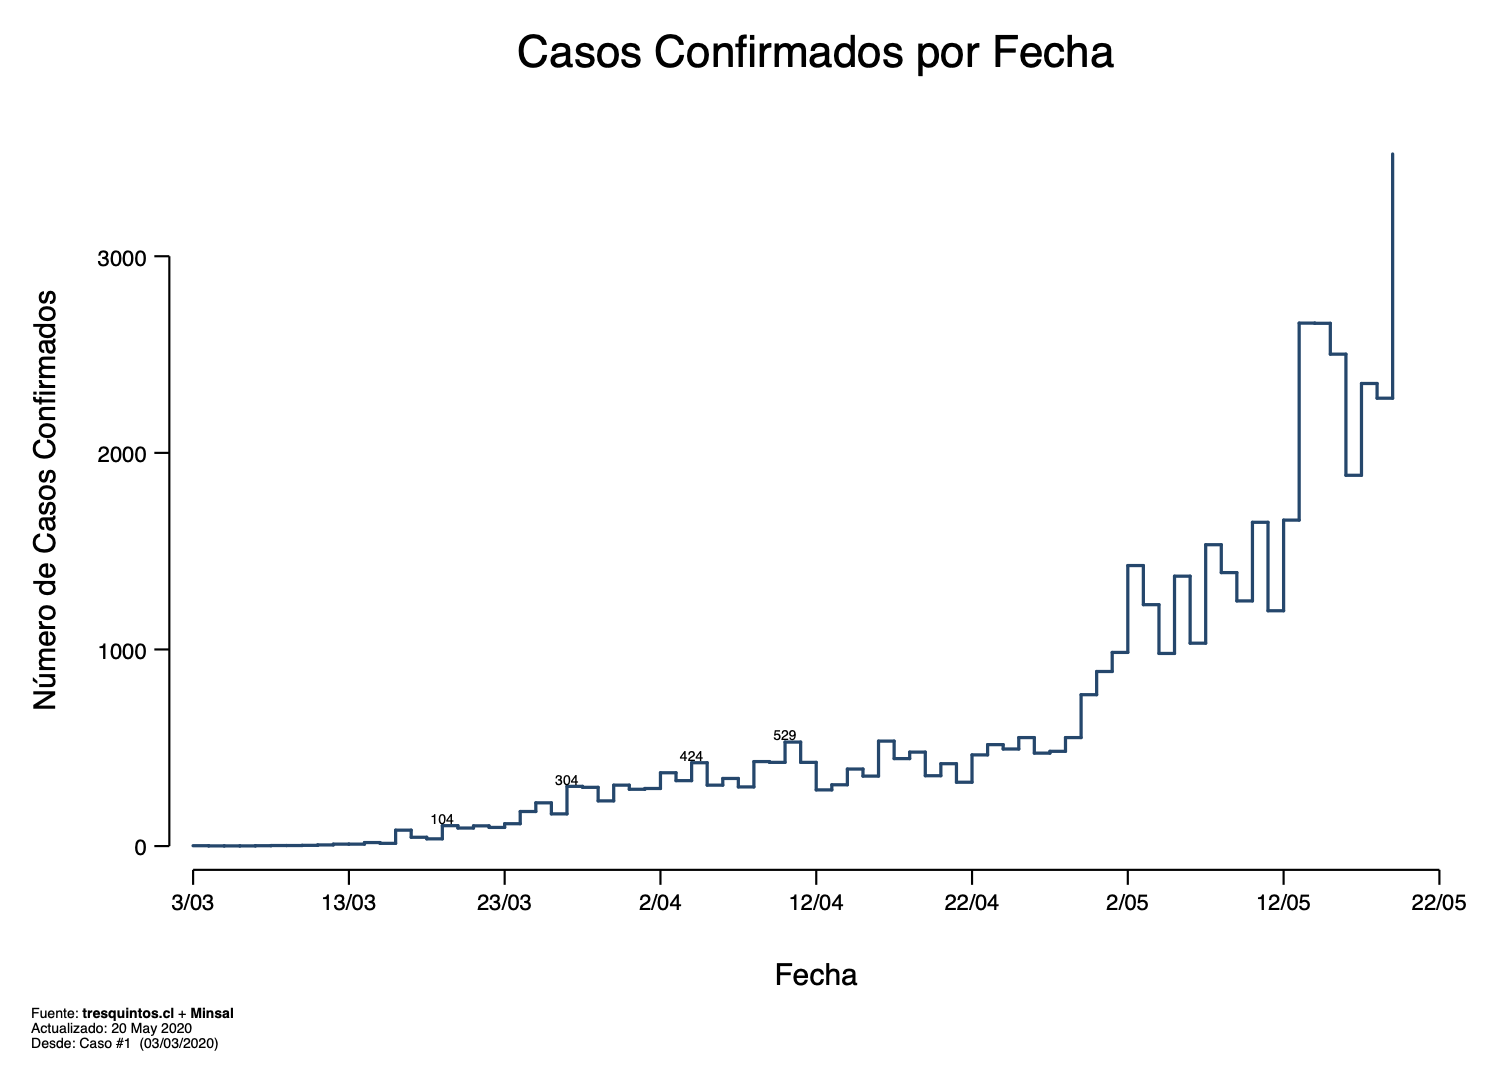 Casos Confirmados por Fecha
Número de Casos Confirmados
3000
2000
1000
0
104
304
424
529
3/03
13/03
23/03
2/04
12/04
22/04
2/05
12/05
22/05
Fecha
Fuente: tresquintos.cl + Minsal
Actualizado: 20 May 2020
Desde: Caso #1 (03/03/2020)